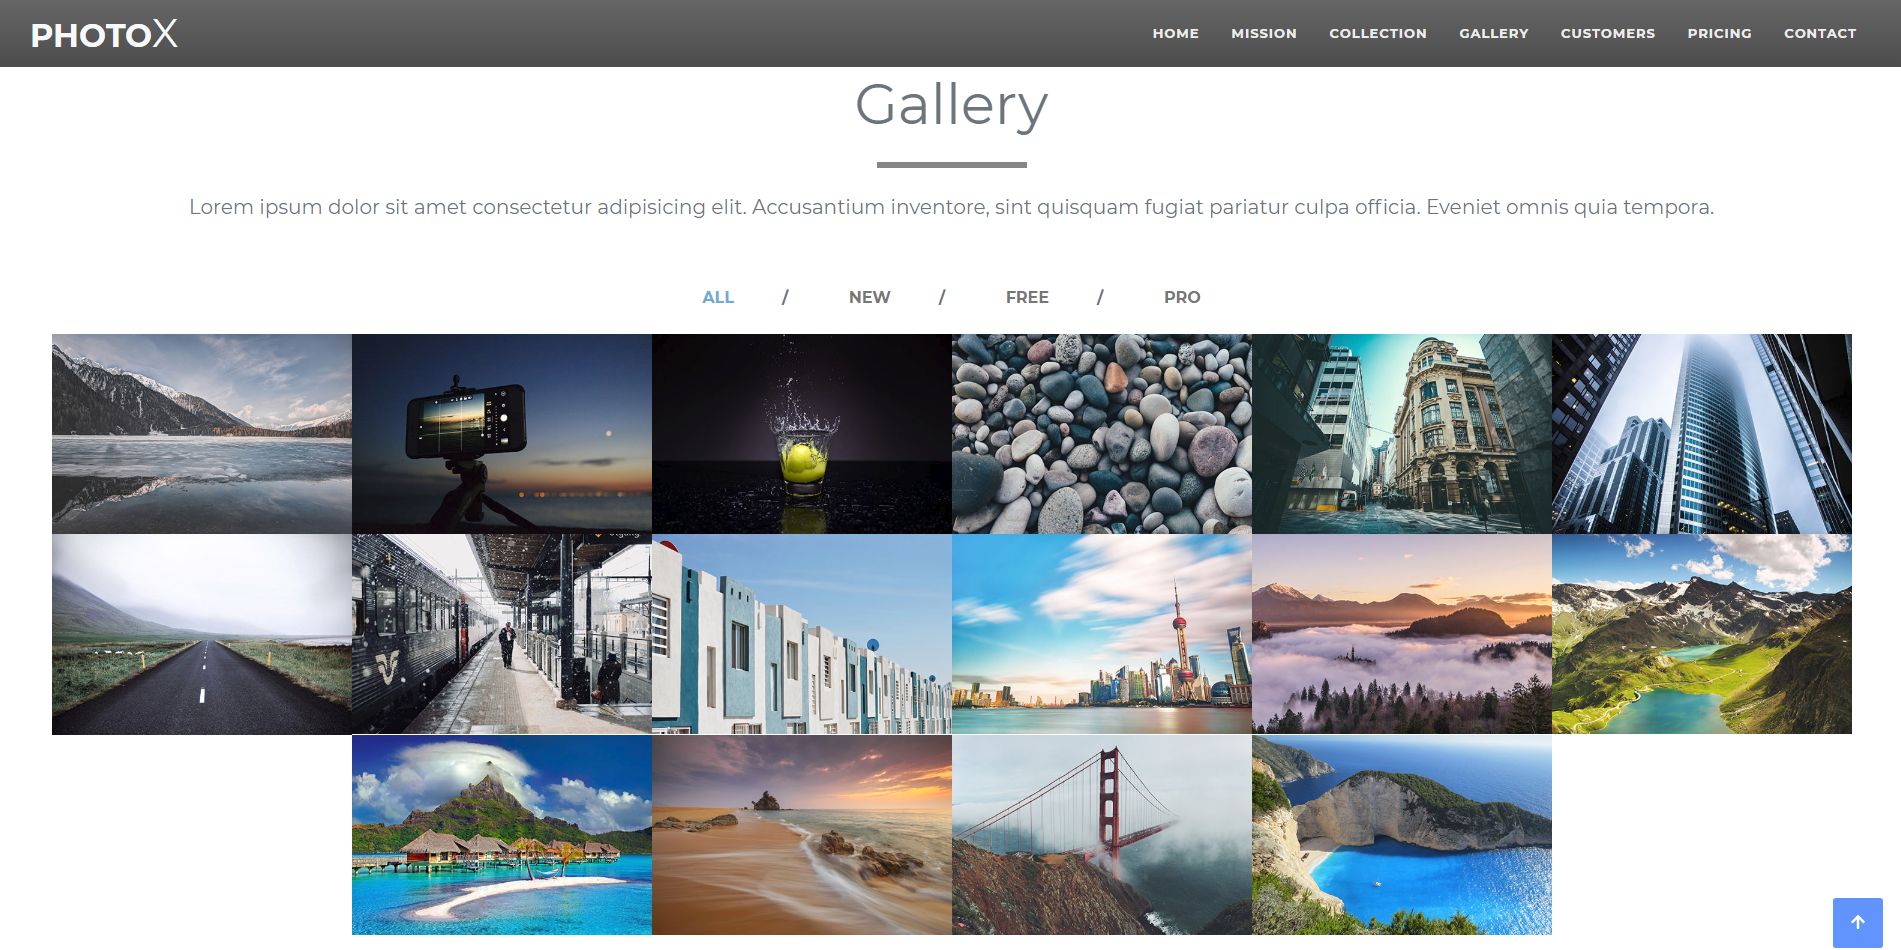 PHOTOX
HOME MISSION COLLECTION GALLERY CUSTOMERS PRICING CONTACT
Gallery
Lorem ipsum dolor sit amet consectetur adipisicing elit. Accusantium inventore, sint quisquam fugiat pariatur culpa officia. Eveniet omnis quia tempora.
ALL / NEW / FREE / PRO